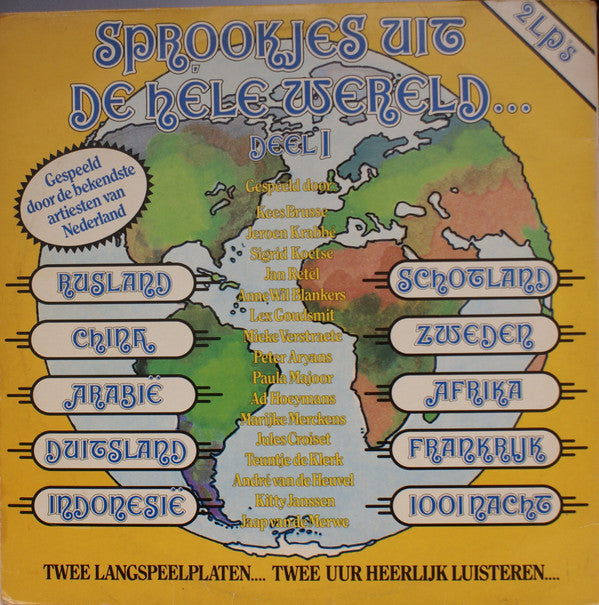 SPROOKJES UIT
DE HELE WERELD...
DEEL 1
2 LP's
Gespeeld
door de bekendste
artiesten van
Nederland
Gespeeld door:
Kees Brusse
Jeroen Krabbé
Sigrid Koetse
Jan Retèl
Anne Wil Blankers
Lex Goudsmit
Mieke Verstraete
Peter Aryans
Paula Majoor
Ad Hoeymans
Marijke Merckens
Jules Croiset
Teuntje de Klerk
André van de Heuvel
Kitty Janssen
Jaap van de Merwe
RUSLAND
CHINA
ARABIË
DUITSLAND
INDONESIË
SCHOTLAND
ZWEDEN
AFRIKA
FRANKRIJK
1001 NACHT
TWEE LANGSPEELPLATEN.... TWEE UUR HEERLIJK LUISTEREN....